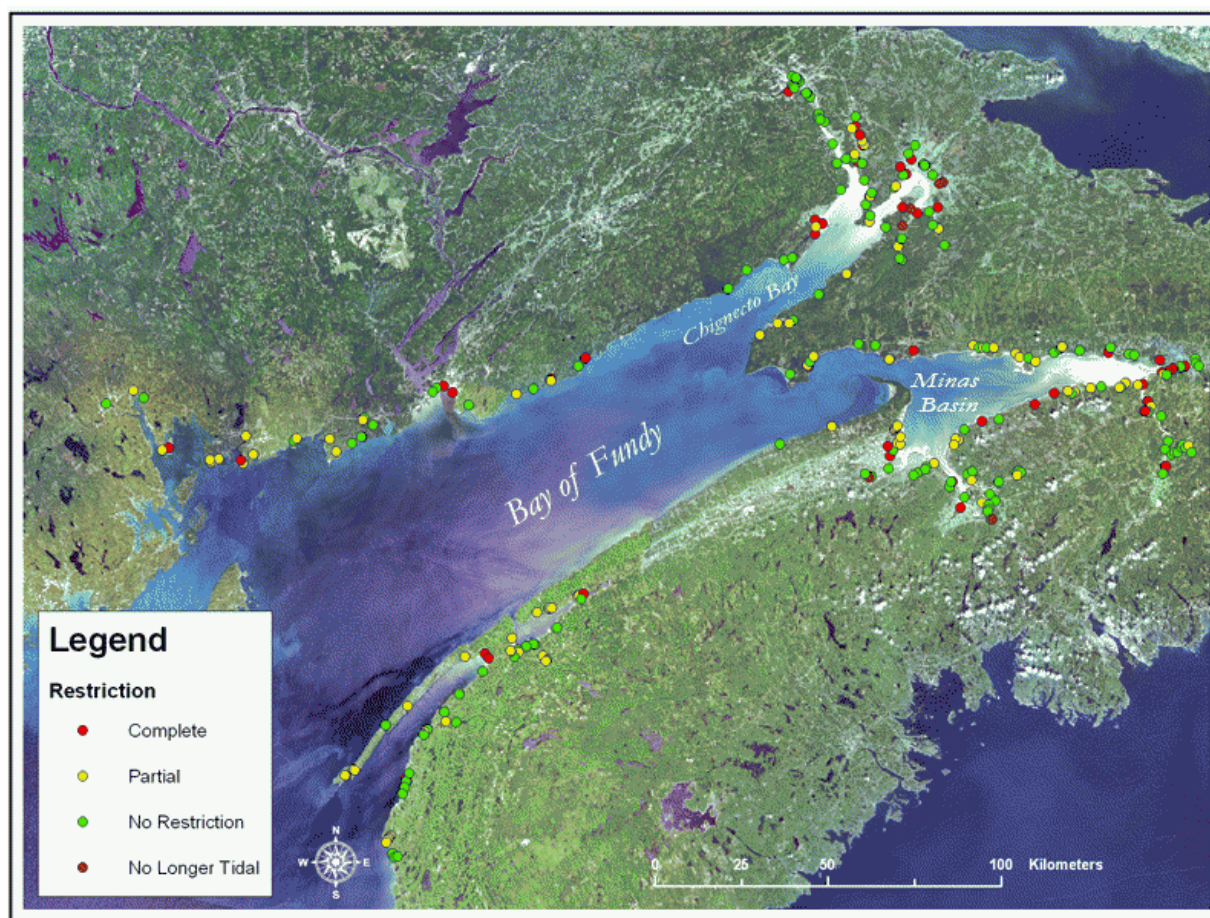 Chignecto Bay
Minas
Basin
Bay of Fundy
Legend
Restriction
Complete
Partial
No Restriction
No Longer Tidal
N
W E
S
0 25 50 100 Kilometers